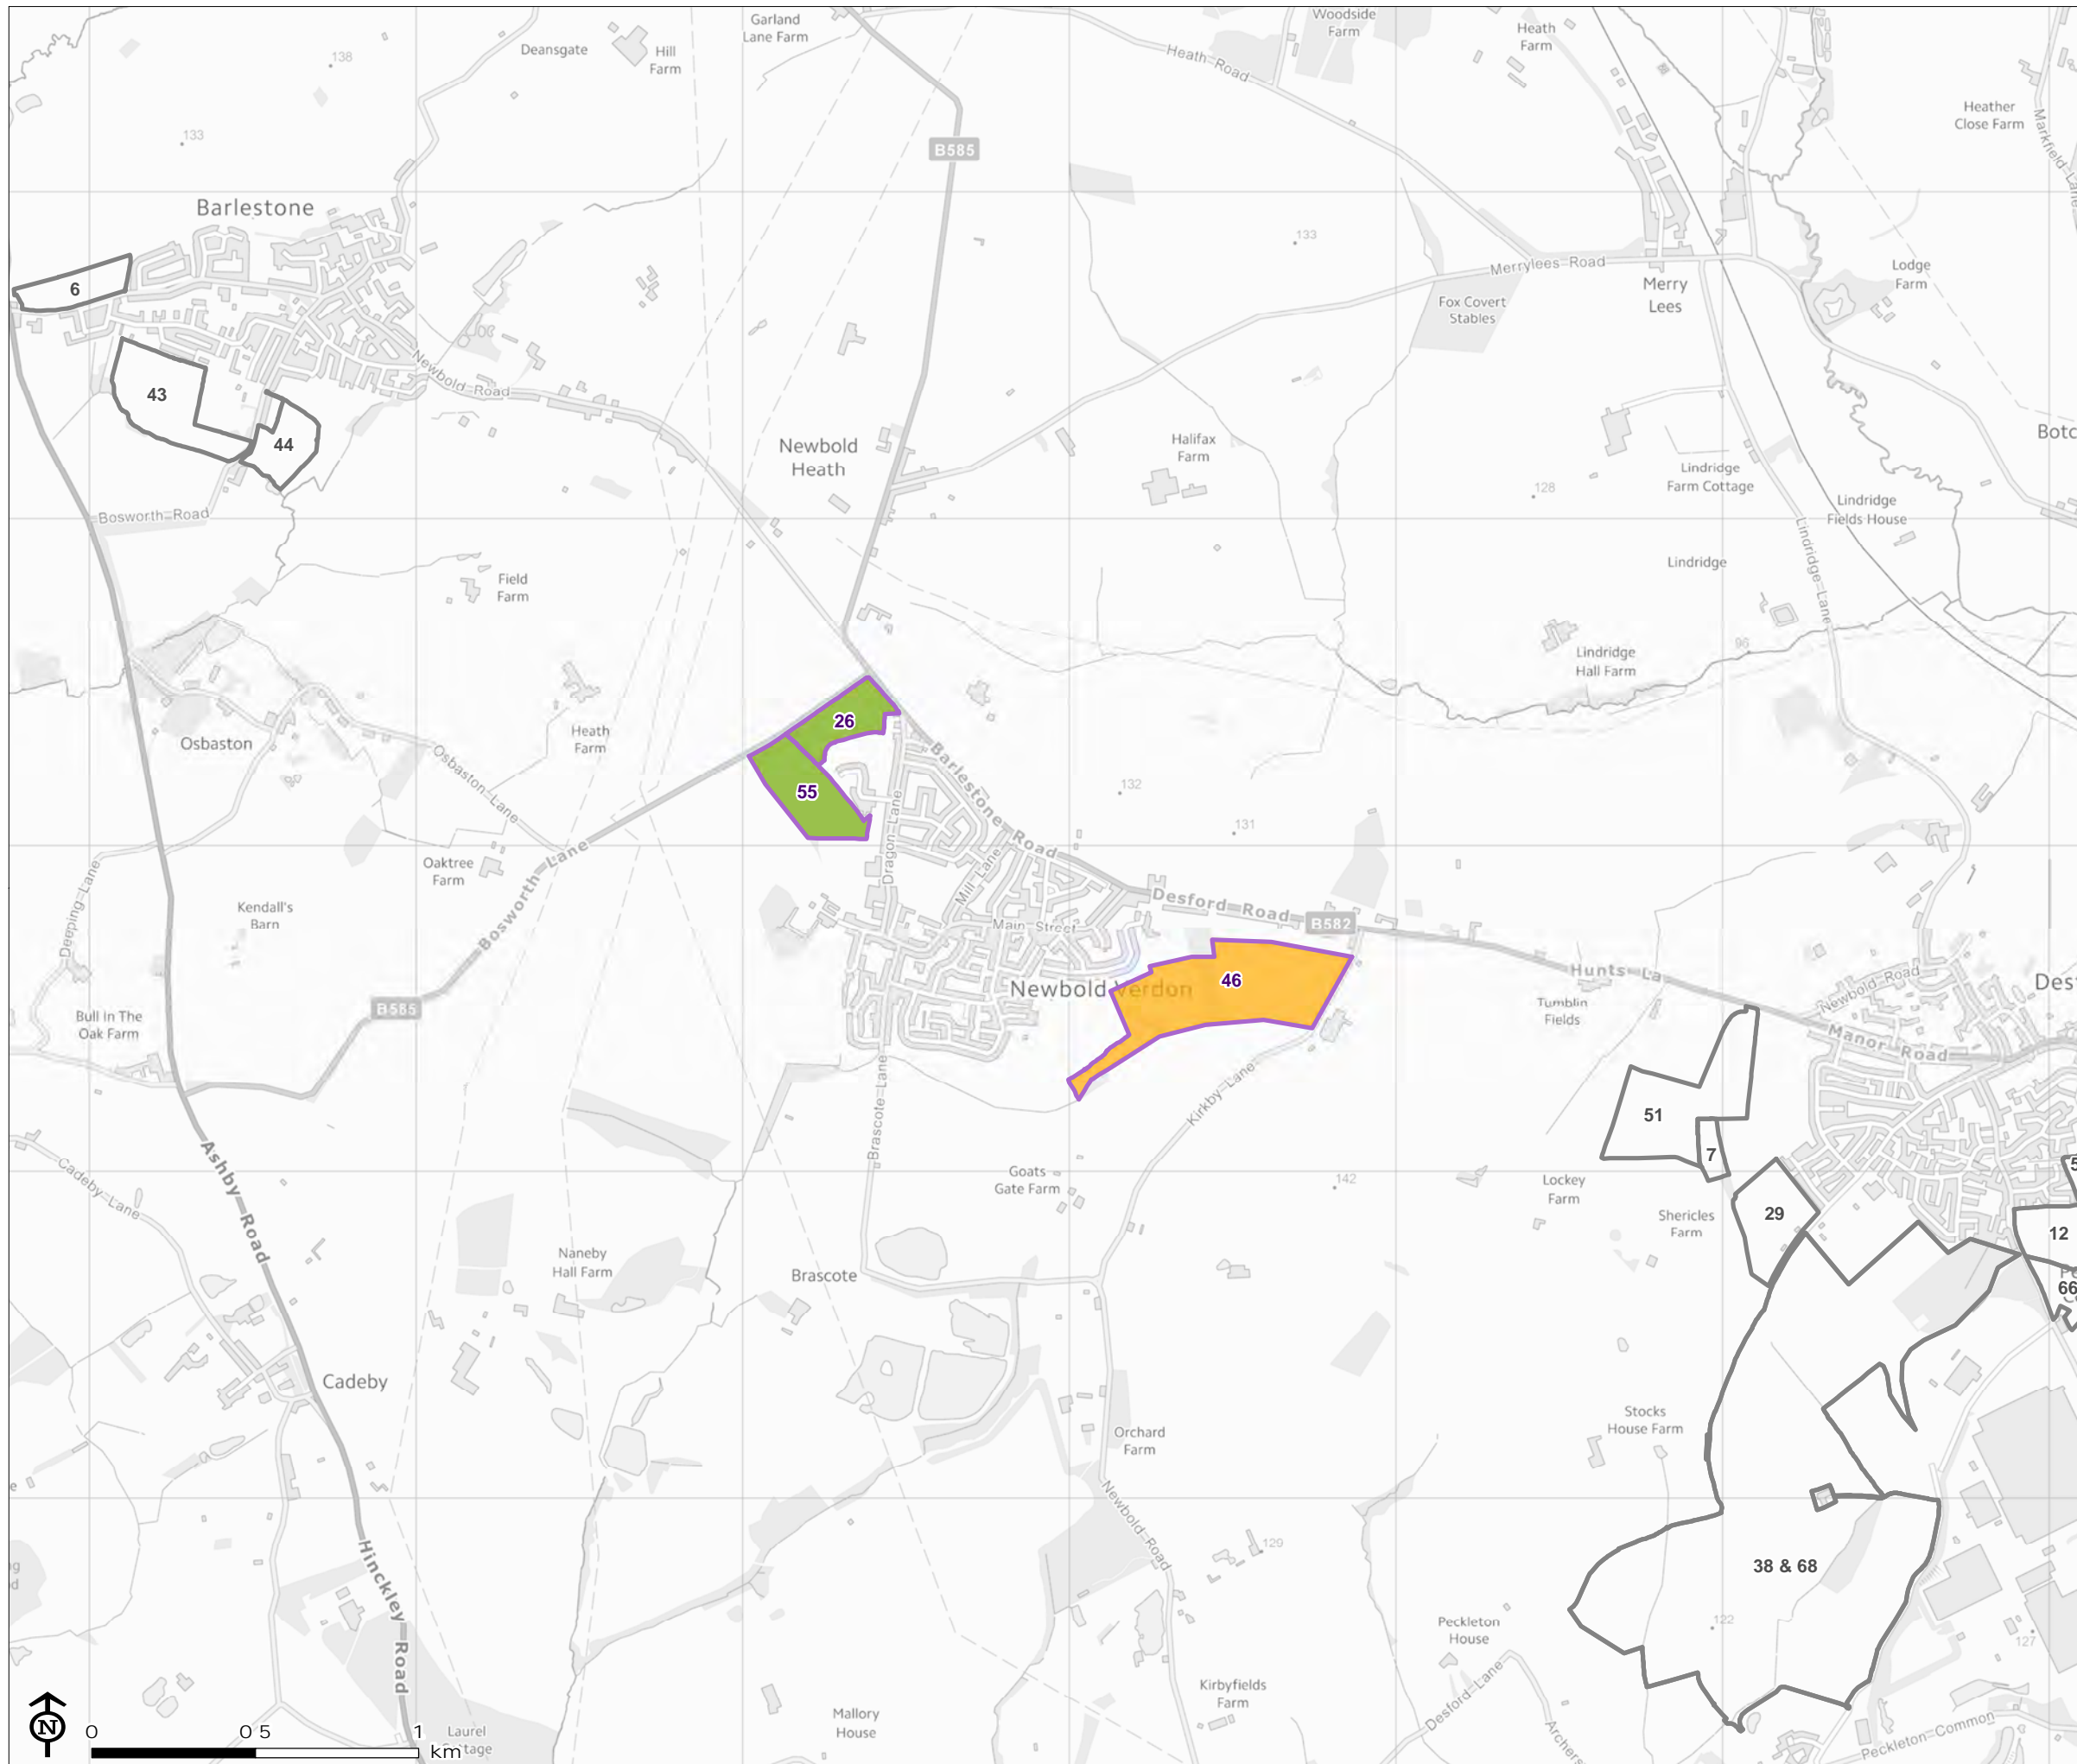 Garland
Lane Farm
Woodside
Farm
Deansgate
Hill
Farm
Heath Road
Heath
Farm
138
133
B585
Heather
Close Farm
Markfield Lane
Barlestone
133
Merrylees Road
Lodge
Farm
6
Merry
Lees
Fox Covert
Stables
43
Newbold Road
44
Newbold
Heath
Halifax
Farm
Botc
Lindridge
Farm Cottage
128
Lindridge
Fields House
Bosworth Road
Lindridge Lane
Lindridge
Field
Farm
96
Lindridge
Hall Farm
26
Osbaston
Heath
Farm
Osbaston Lane
Barlestone Road
55
132
131
Dragon Lane
Oaktree
Farm
Bosworth Lane
Mill Lane
Kendall's
Barn
Deeping Lane
Main Street
Desford Road
B582
Hunts La
Newbold Road
Des
46
Newbold Verdon
B585
Bull In The
Oak Farm
Tumblin
Fields
Manor Road
Brascote Lane
Kirkby Lane
51
7
Ashby Road
Cadeby Lane
Goats
Gate Farm
142
Lockey
Farm
5
29
Shericles
Farm
12
Naneby
Hall Farm
Brascote
66
Cadeby
Stocks
House Farm
Orchard
Farm
Newbold Road
129
38 & 68
Hinckley Road
122
Peckleton
House
127
Kirbyfields
Farm
Desford Lane
Archers
Peckleton Common
Mallory
House
Laurel
Cottage
N
0 0 5 1
km